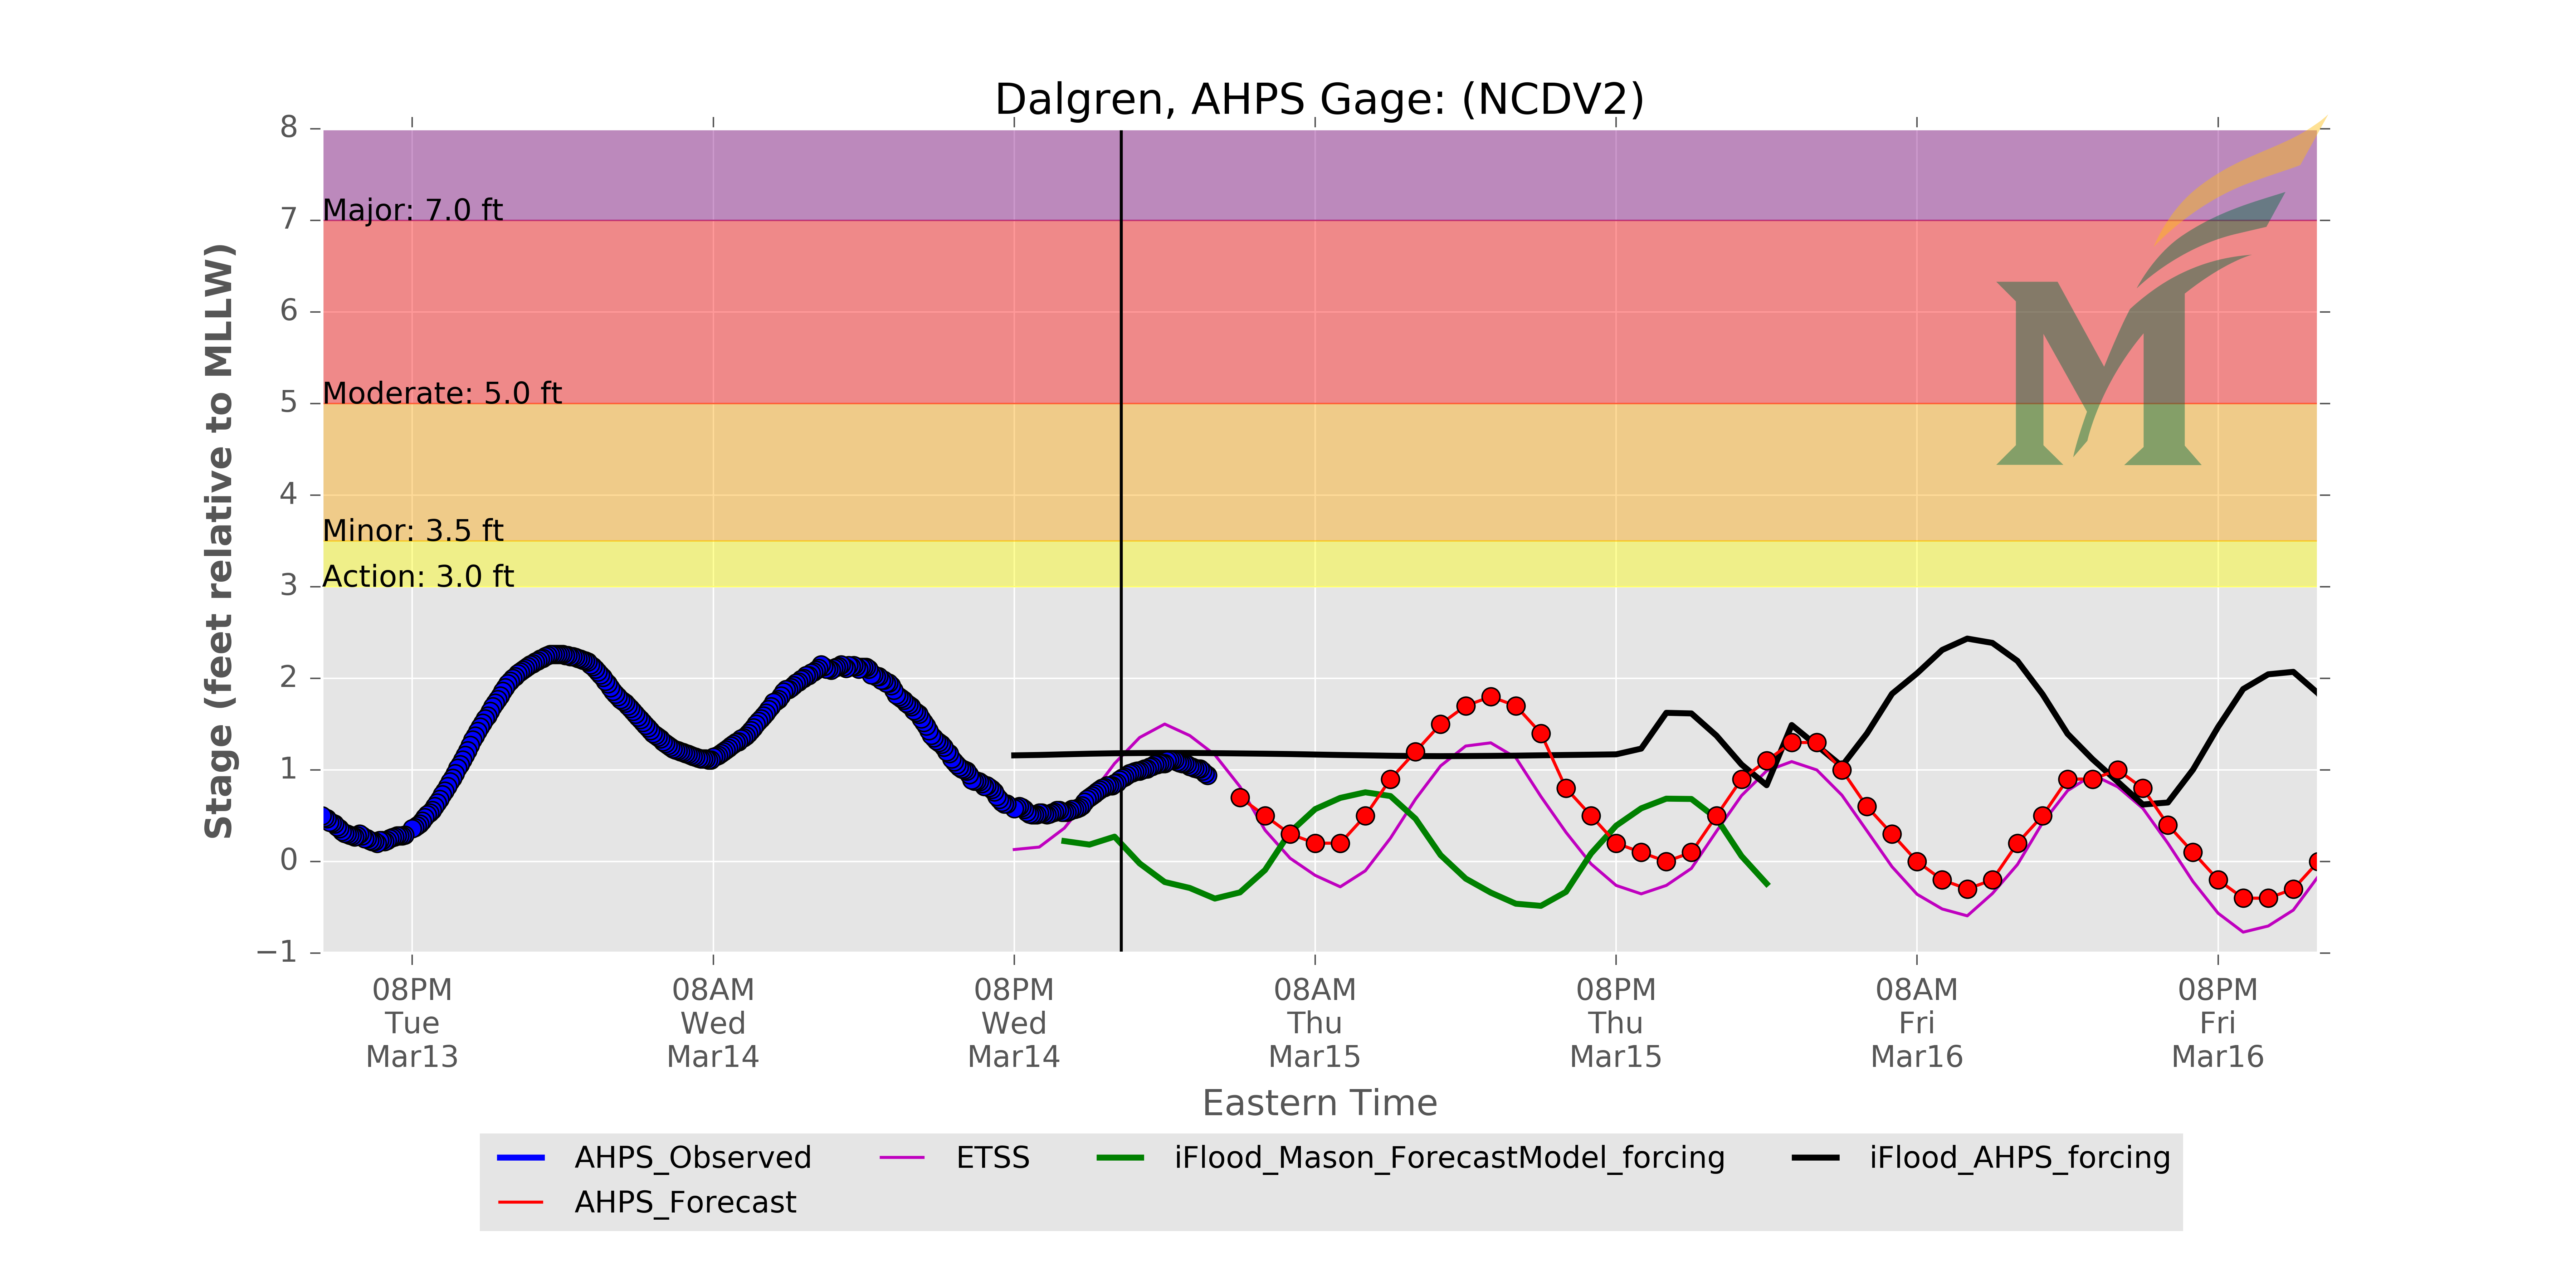 Dalgren, AHPS Gage: (NCDV2)
8
7
6
5
4
3
2
1
0
−1
Stage (feet relative to MLLW)
Major: 7.0 ft
Moderate: 5.0 ft
Minor: 3.5 ft
Action: 3.0 ft
M
08PM
Tue
Mar13
08AM
Wed
Mar14
08PM
Wed
Mar14
08AM
Thu
Mar15
08PM
Thu
Mar15
08AM
Fri
Mar16
08PM
Fri
Mar16
Eastern Time
AHPS_Observed
AHPS_Forecast
ETSS
iFlood_Mason_ForecastModel_forcing
iFlood_AHPS_forcing